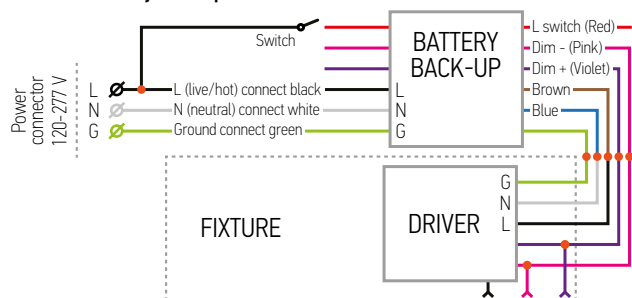 Switch
BATTERY
BACK-UP
L switch (Red)
Dim - (Pink)
Dim + (Violet)
Brown
Blue
Power
connector
120-277 V
L
N
G
L (live/hot) connect black
N (neutral) connect white
Ground connect green
L
N
G
FIXTURE
DRIVER
G
N
L